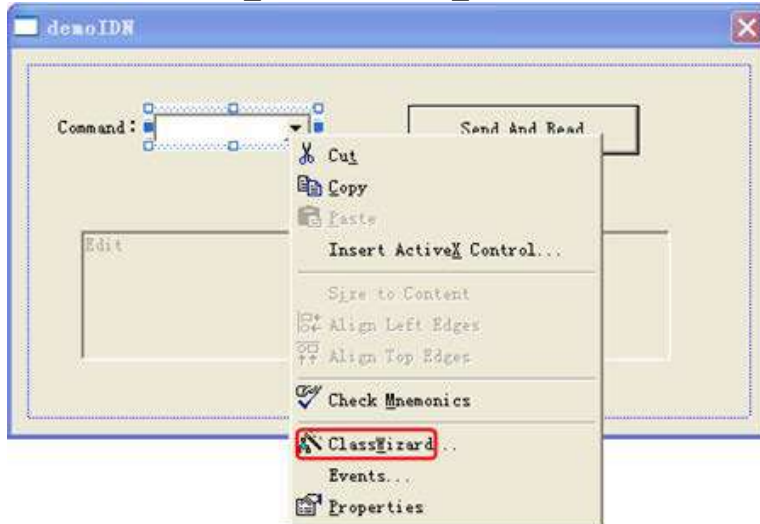 demoIDN
Command:
Send And Read
Edit
Cut
Copy
Paste
Insert ActiveX Control...
Size to Content
Align Left Edges
Align Top Edges
Check Mnemonics
ClassWizard...
Events...
Properties